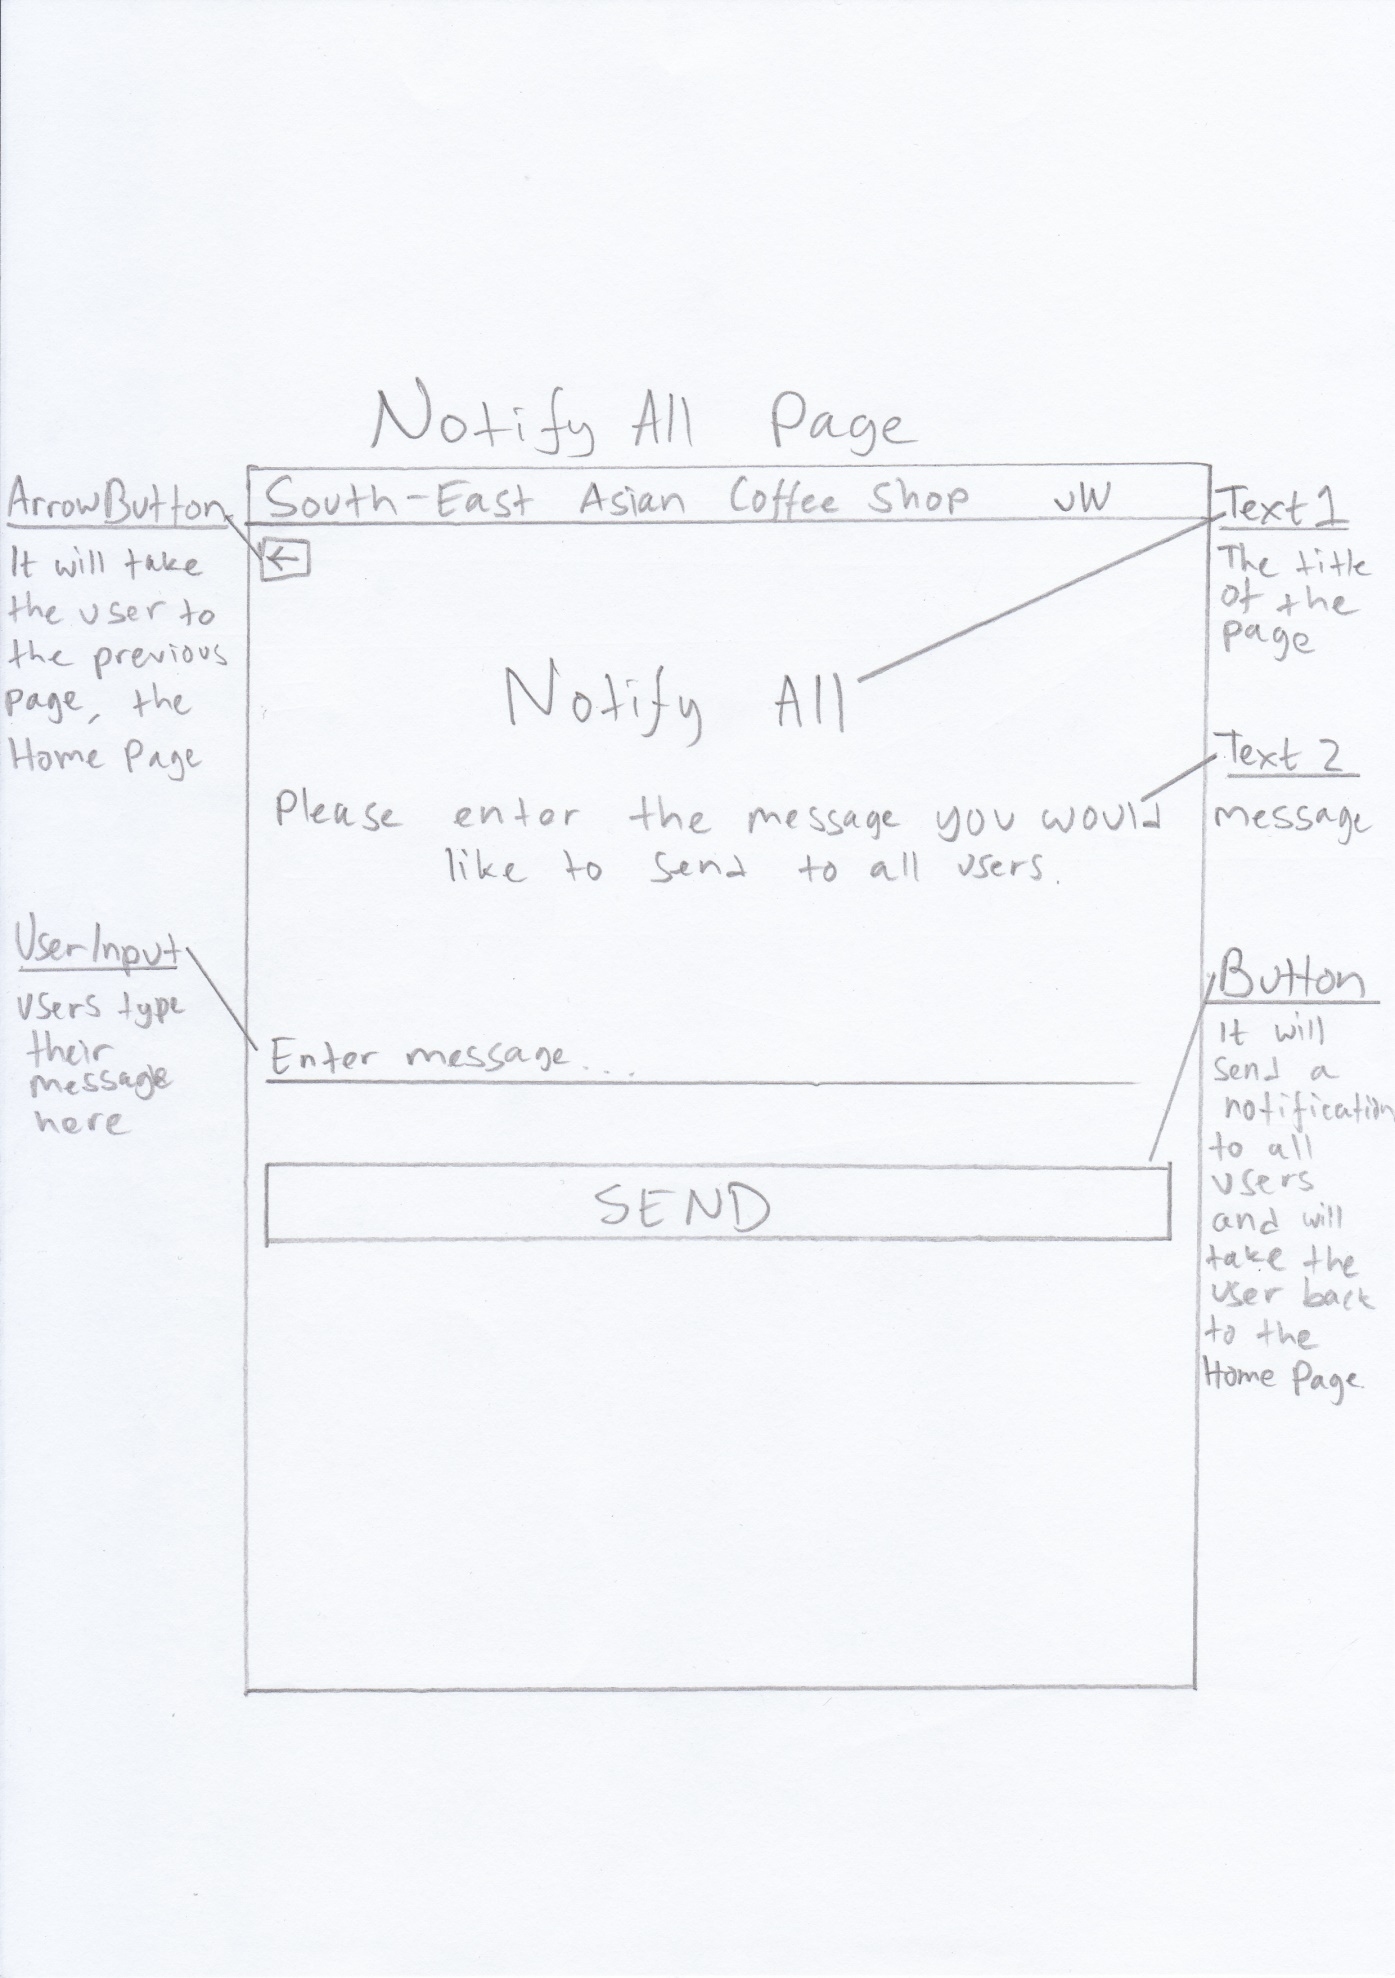 Notify All Page
South-East Asian Coffee Shop UW
ArrowButton
It will take
the user to
the previous
page, the
Home Page
←
Text 1
The title
of the
page
Notify All
Text 2
message
Please enter the message you would
like to send to all users.
UserInput
users type
their
message
here
Enter message...
Button
It will
send a
notification
to all
users
and will
take the
user back
to the
Home Page
SEND